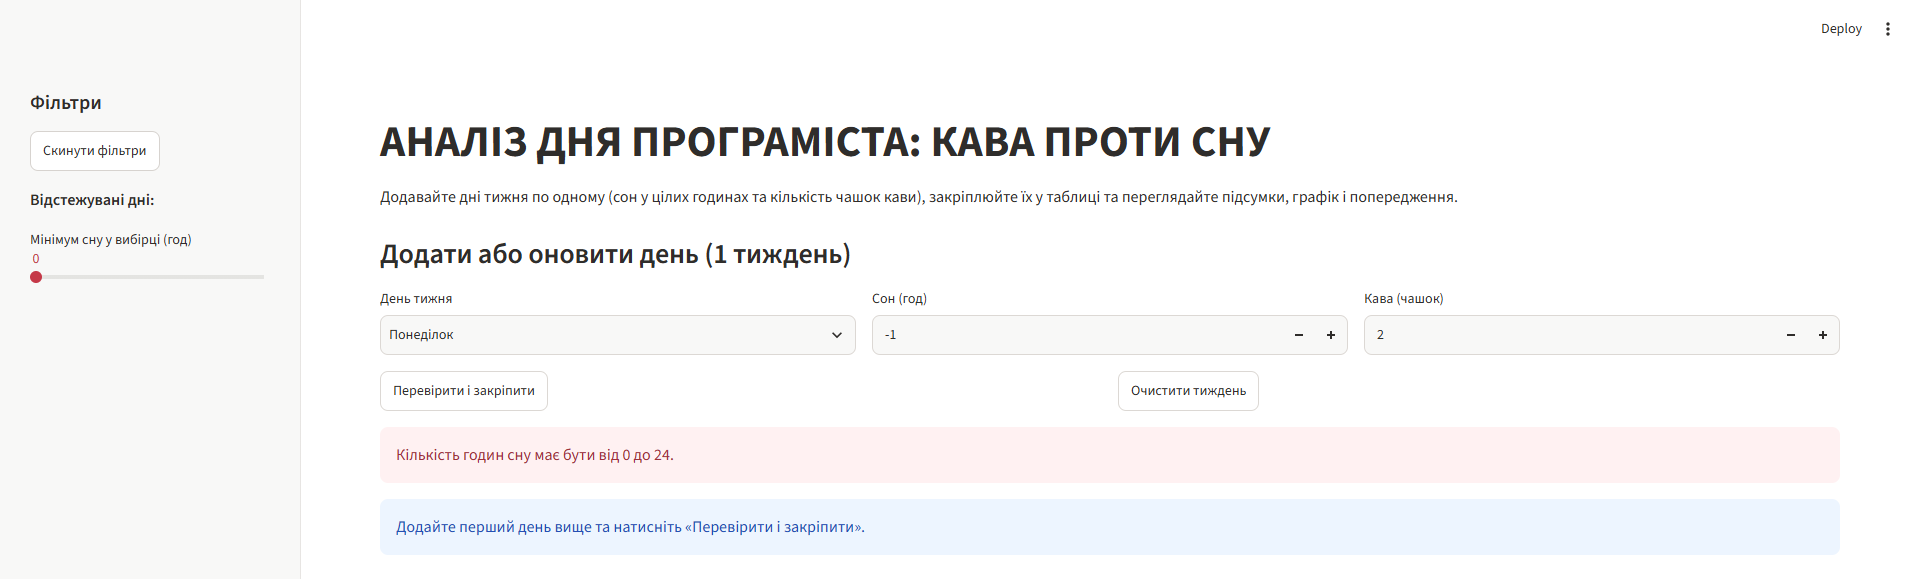 Deploy
Фільтри
Скинути фільтри
Відстежувані дні:
Мінімум сну у вибірці (год)
0
АНАЛІЗ ДНЯ ПРОГРАМІСТА: КАВА ПРОТИ СНУ
Додавайте дні тижня по одному (сон у цілих годинах та кількість чашок кави), закріплюйте їх у таблиці та переглядайте підсумки, графік і попередження.
Додати або оновити день (1 тиждень)
День тижня
Сон (год)
Кава (чашок)
Понеділок
-1
2
Перевірити і закріпити
Очистити тиждень
Кількість годин сну має бути від 0 до 24.
Додайте перший день вище та натисніть «Перевірити і закріпити».